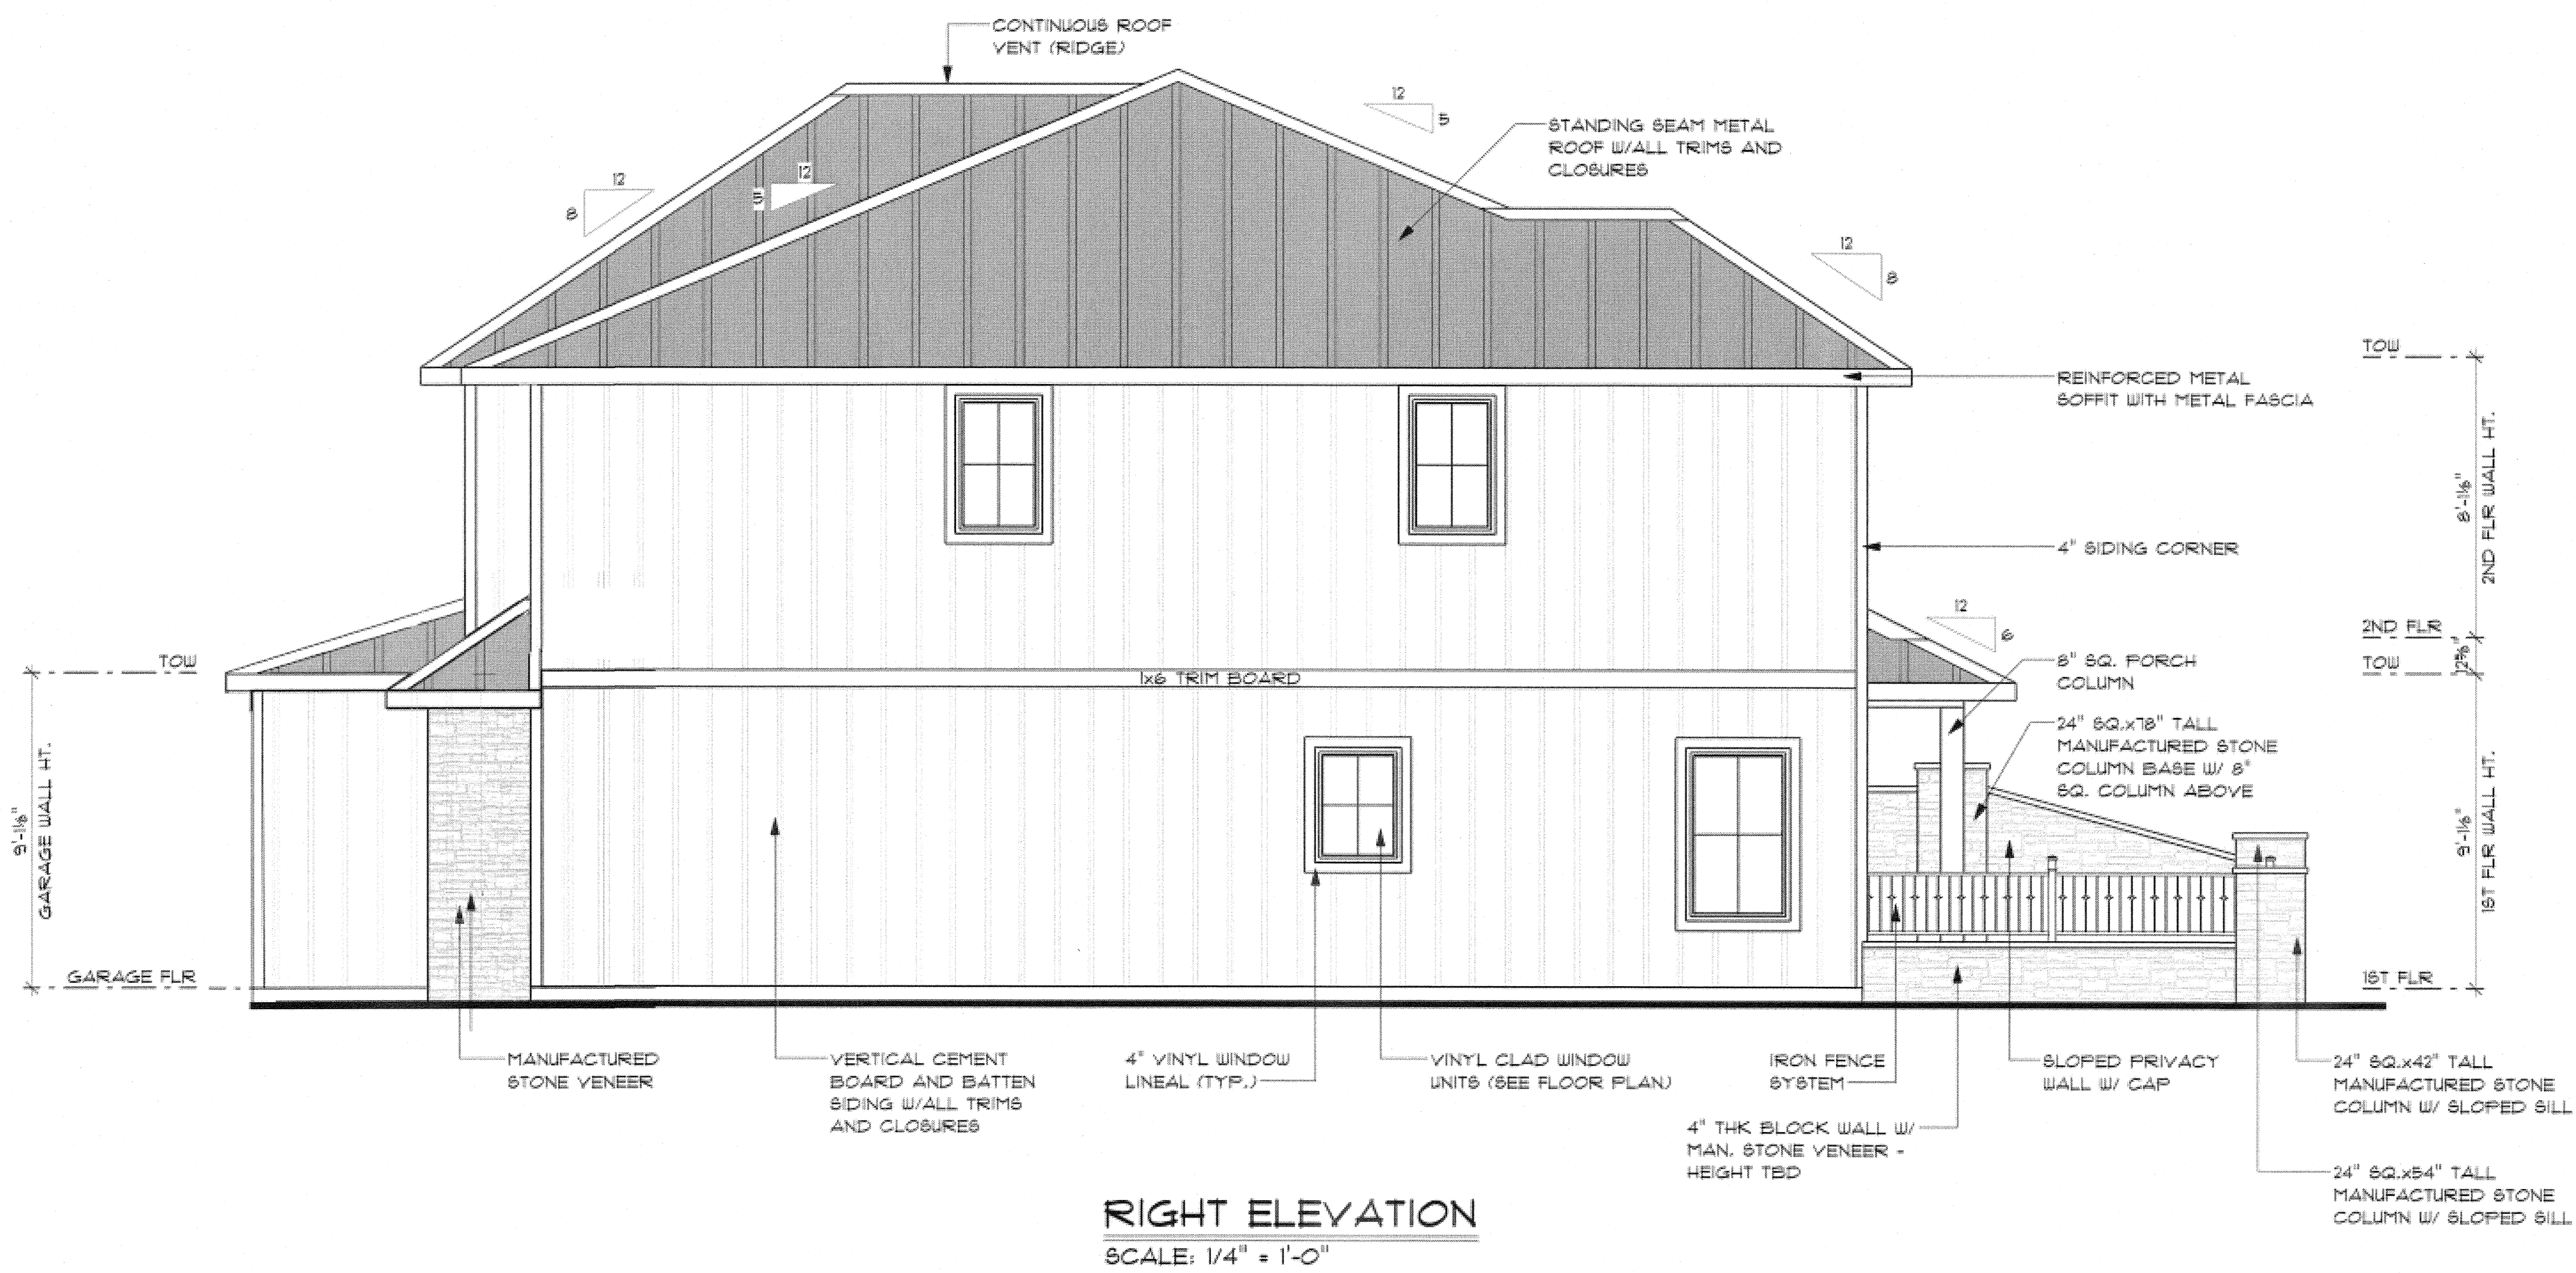 CONTINUOUS ROOF
VENT (RIDGE)
12
5
STANDING SEAM METAL
ROOF W/ALL TRIMS AND
CLOSURES
12
8
12
5
12
8
TOW
REINFORCED METAL
SOFFIT WITH METAL FASCIA
8'-1⅛"
2ND FLR WALL HT.
4" SIDING CORNER
12
6
2ND FLR
TOW
TOW
8" SQ. PORCH
COLUMN
1x6 TRIM BOARD
24" SQ.x78" TALL
MANUFACTURED STONE
COLUMN BASE W/ 8"
SQ. COLUMN ABOVE
9'-1⅛"
GARAGE WALL HT.
9'-1⅛"
1ST FLR WALL HT.
GARAGE FLR
1ST FLR
MANUFACTURED
STONE VENEER
VERTICAL CEMENT
BOARD AND BATTEN
SIDING W/ALL TRIMS
AND CLOSURES
4" VINYL WINDOW
LINEAL (TYP.)
VINYL CLAD WINDOW
UNITS (SEE FLOOR PLAN)
IRON FENCE
SYSTEM
SLOPED PRIVACY
WALL W/ CAP
24" SQ.x42" TALL
MANUFACTURED STONE
COLUMN W/ SLOPED SILL
4" THK BLOCK WALL W/
MAN. STONE VENEER -
HEIGHT TBD
24" SQ.x54" TALL
MANUFACTURED STONE
COLUMN W/ SLOPED SILL
RIGHT ELEVATION
SCALE: 1/4" = 1'-0"